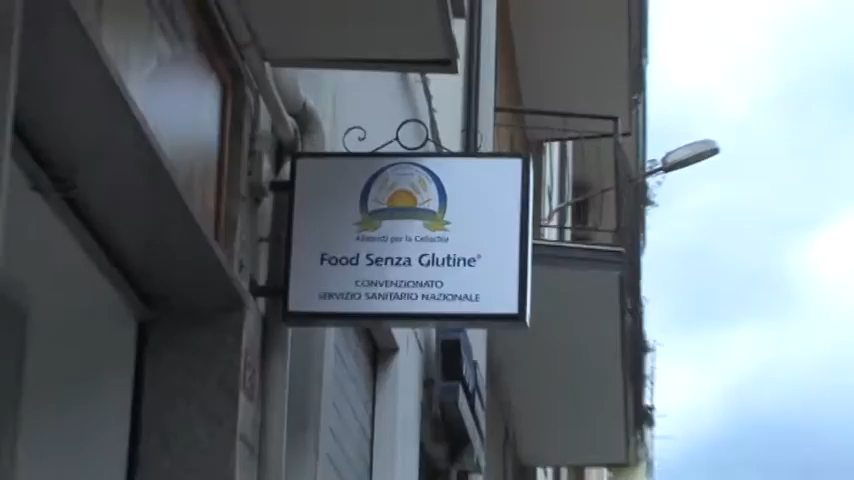 Alimenti per la Celiachia
Food Senza Glutine®
CONVENZIONATO
SERVIZIO SANITARIO NAZIONALE